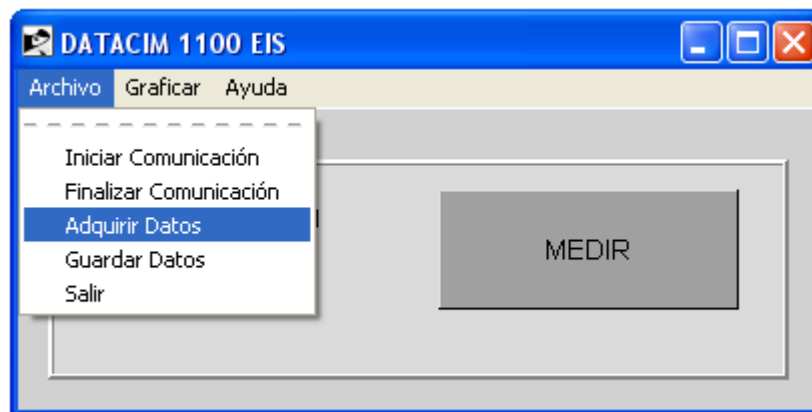 DATACIM 1100 EIS
Archivo Graficar Ayuda
Iniciar Comunicación
Finalizar Comunicación
Adquirir Datos
Guardar Datos
Salir
MEDIR